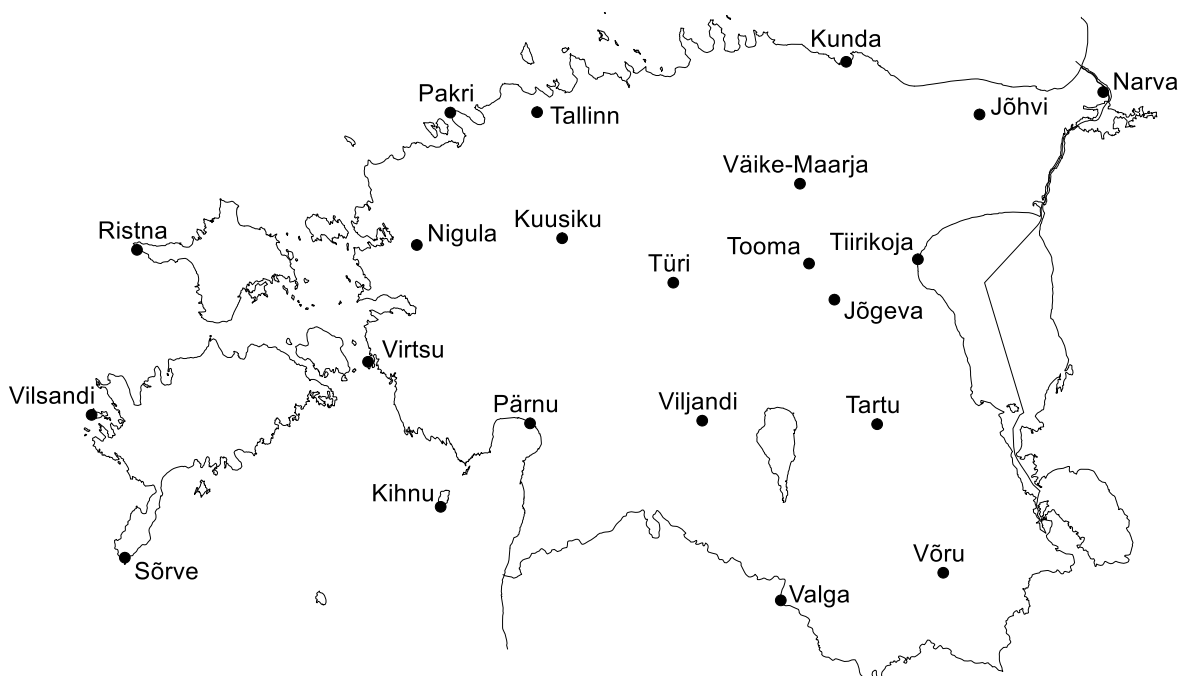 Kunda
Narva
Pakri
Jõhvi
Tallinn
Väike-Maarja
Kuusiku
Ristna
Nigula
Tooma
Tiirikoja
Türi
Jõgeva
Virtsu
Vilsandi
Pärnu
Viljandi
Tartu
Kihnu
Võru
Sõrve
Valga